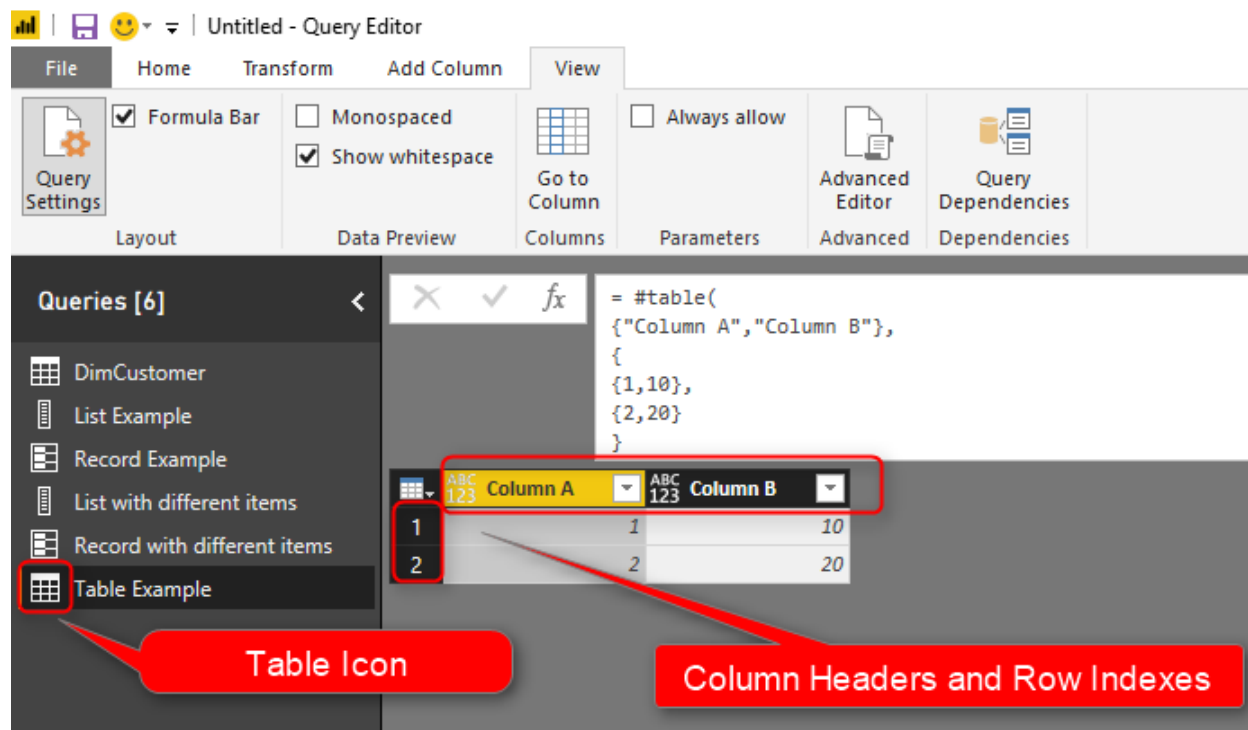 Untitled - Query Editor
File Home Transform Add Column View
Formula Bar Monospaced Always allow
Show whitespace
Query Settings Go to Column Advanced Editor Query Dependencies
Layout Data Preview Columns Parameters Advanced Dependencies
Queries [6]
DimCustomer
List Example
Record Example
List with different items
Record with different items
Table Example
fx
= #table(
{"Column A","Column B"},
{
{1,10},
{2,20}
}
ABC 123 Column A ABC 123 Column B
1 1 10
2 2 20
Table Icon
Column Headers and Row Indexes